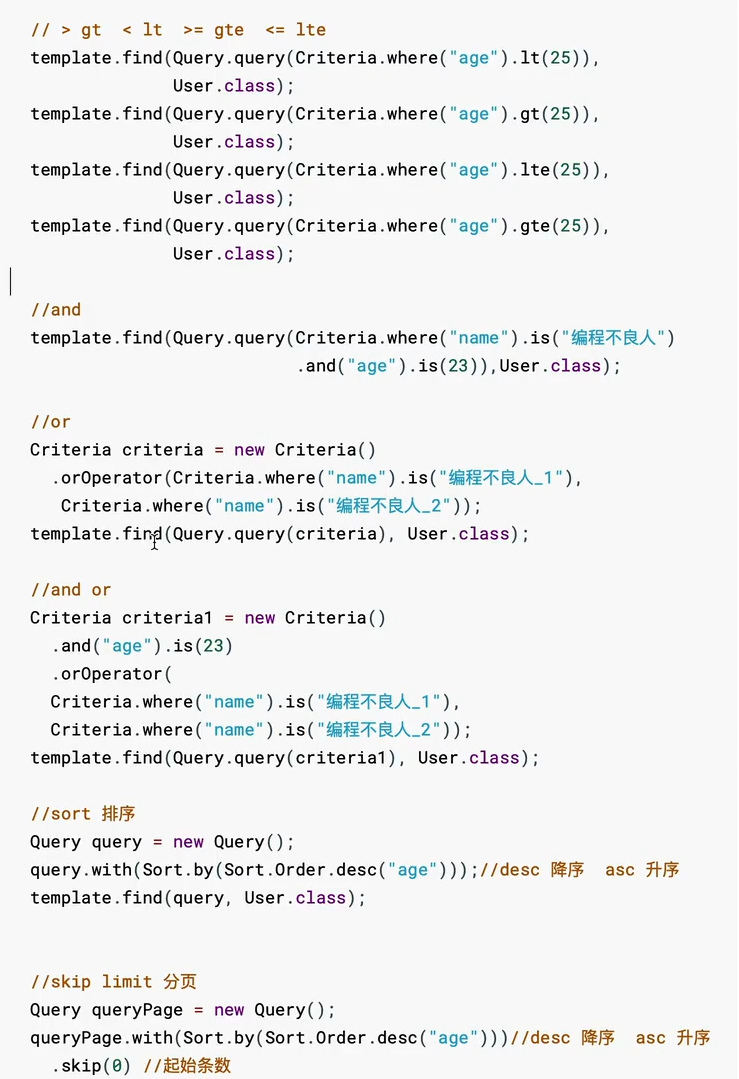 // > gt  < lt  >= gte  <= lte
template.find(Query.query(Criteria.where("age").lt(25)),
              User.class);
template.find(Query.query(Criteria.where("age").gt(25)),
              User.class);
template.find(Query.query(Criteria.where("age").lte(25)),
              User.class);
template.find(Query.query(Criteria.where("age").gte(25)),
              User.class);
//and
template.find(Query.query(Criteria.where("name").is("编程不良人")
                          .and("age").is(23)),User.class);
//or
Criteria criteria = new Criteria()
  .orOperator(Criteria.where("name").is("编程不良人_1"),
   Criteria.where("name").is("编程不良人_2"));
template.find(Query.query(criteria), User.class);
//and or
Criteria criteria1 = new Criteria()
  .and("age").is(23)
  .orOperator(
  Criteria.where("name").is("编程不良人_1"),
  Criteria.where("name").is("编程不良人_2"));
template.find(Query.query(criteria1), User.class);
//sort 排序
Query query = new Query();
query.with(Sort.by(Sort.Order.desc("age")));//desc 降序  asc 升序
template.find(query, User.class);
//skip limit 分页
Query queryPage = new Query();
queryPage.with(Sort.by(Sort.Order.desc("age")))//desc 降序  asc 升序
  .skip(0) //起始条数